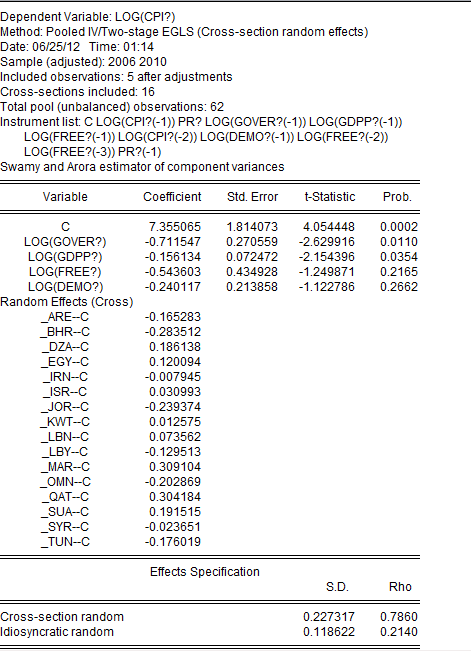 Dependent Variable: LOG(CPI?)
Method: Pooled IV/Two-stage EGLS (Cross-section random effects)
Date: 06/25/12 Time: 01:14
Sample (adjusted): 2006 2010
Included observations: 5 after adjustments
Cross-sections included: 16
Total pool (unbalanced) observations: 62
Instrument list: C LOG(CPI?(-1)) PR? LOG(GOVER?(-1)) LOG(GDPP?(-1))
LOG(FREE?(-1)) LOG(CPI?(-2)) LOG(DEMO?(-1)) LOG(FREE?(-2))
LOG(FREE?(-3)) PR?(-1)
Swamy and Arora estimator of component variances
Variable Coefficient Std. Error t-Statistic Prob.
C 7.355065 1.814073 4.054448 0.0002
LOG(GOVER?) -0.711547 0.270559 -2.629916 0.0110
LOG(GDPP?) -0.156134 0.072472 -2.154396 0.0354
LOG(FREE?) -0.543603 0.434928 -1.249871 0.2165
LOG(DEMO?) -0.240117 0.213858 -1.122786 0.2662
Random Effects (Cross)
_ARE--C -0.165283
_BHR--C -0.283512
_DZA--C 0.186138
_EGY--C 0.120094
_IRN--C -0.007945
_ISR--C 0.030993
_JOR--C -0.239374
_KWT--C 0.012575
_LBN--C 0.073562
_LBY--C -0.129513
_MAR--C 0.309104
_OMN--C -0.202869
_QAT--C 0.304184
_SUA--C 0.191515
_SYR--C -0.023651
_TUN--C -0.176019
Effects Specification
S.D. Rho
Cross-section random 0.227317 0.7860
Idiosyncratic random 0.118622 0.2140